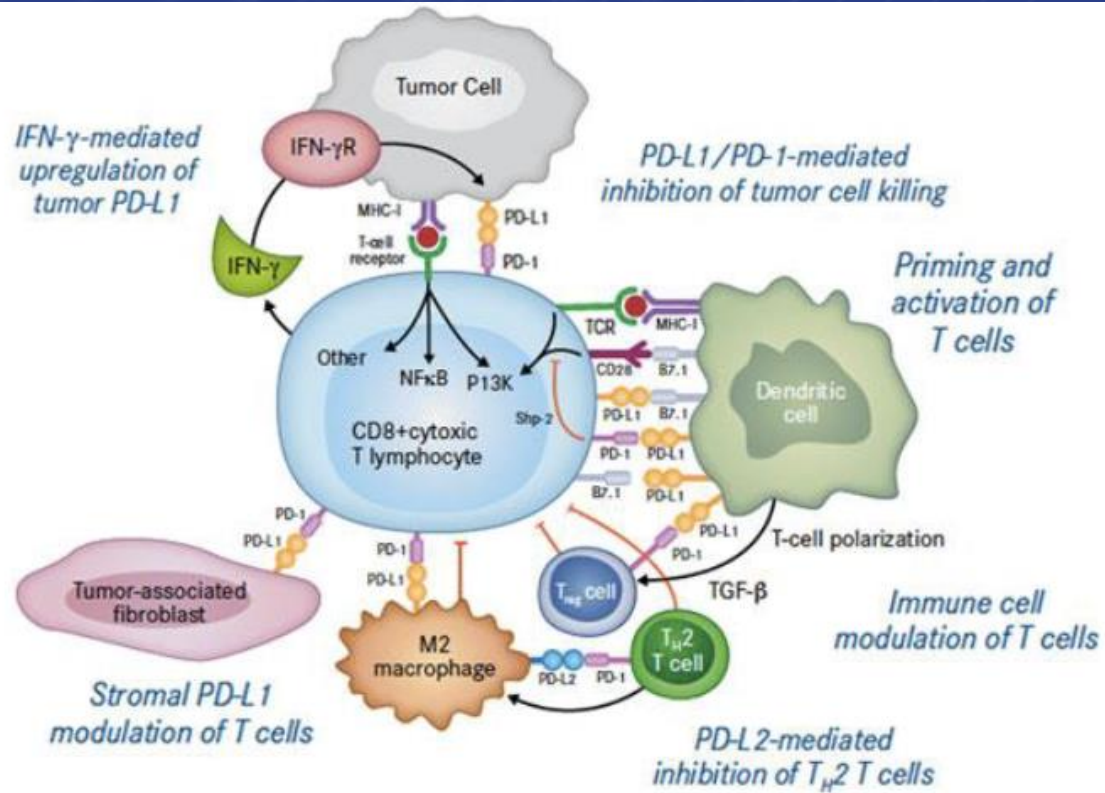 Tumor Cell
IFN-γ-mediated
upregulation of
tumor PD-L1
IFN-γR
IFN-γ
PD-L1/PD-1-mediated
inhibition of tumor cell killing
MHC-I
T-cell
receptor
PD-L1
PD-1
Priming and
activation of
T cells
TCR
MHC-I
Other
NFκB
P13K
CD28
B7.1
Shp-2
PD-L1
B7.1
Dendritic
cell
CD8+cytoxic
T lymphocyte
PD-1
PD-L1
B7.1
PD-L1
PD-1
PD-L1
PD-L1
PD-1
T-cell polarization
PD-1
PD-L1
Tumor-associated
fibroblast
Treg cell
TGF-β
Immune cell
modulation of T cells
M2
macrophage
TH2
T cell
PD-L2
PD-1
Stromal PD-L1
modulation of T cells
PD-L2-mediated
inhibition of TH2 T cells